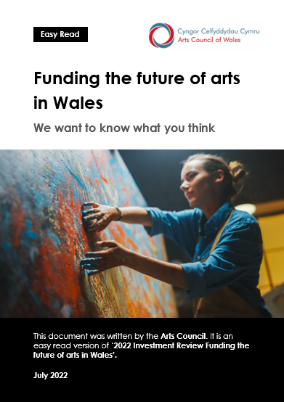 Easy Read
Cyngor Celfyddydau Cymru
Arts Council of Wales
Funding the future of arts
in Wales
We want to know what you think
This document was written by the Arts Council. It is an
easy read version of ‘2022 Investment Review Funding the
future of arts in Wales’.
July 2022